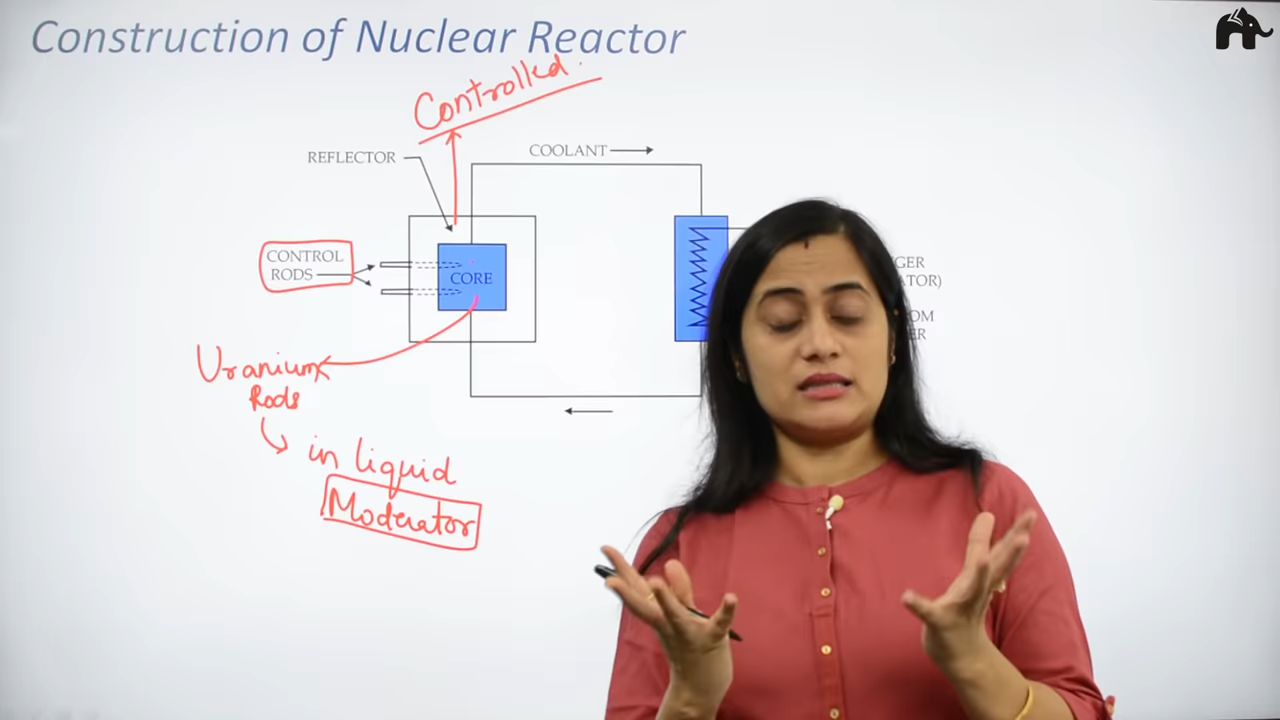 Construction of Nuclear Reactor
Controlled.
REFLECTOR
COOLANT
CONTROL
RODS
CORE
Uranium
Rods
in liquid
Moderator